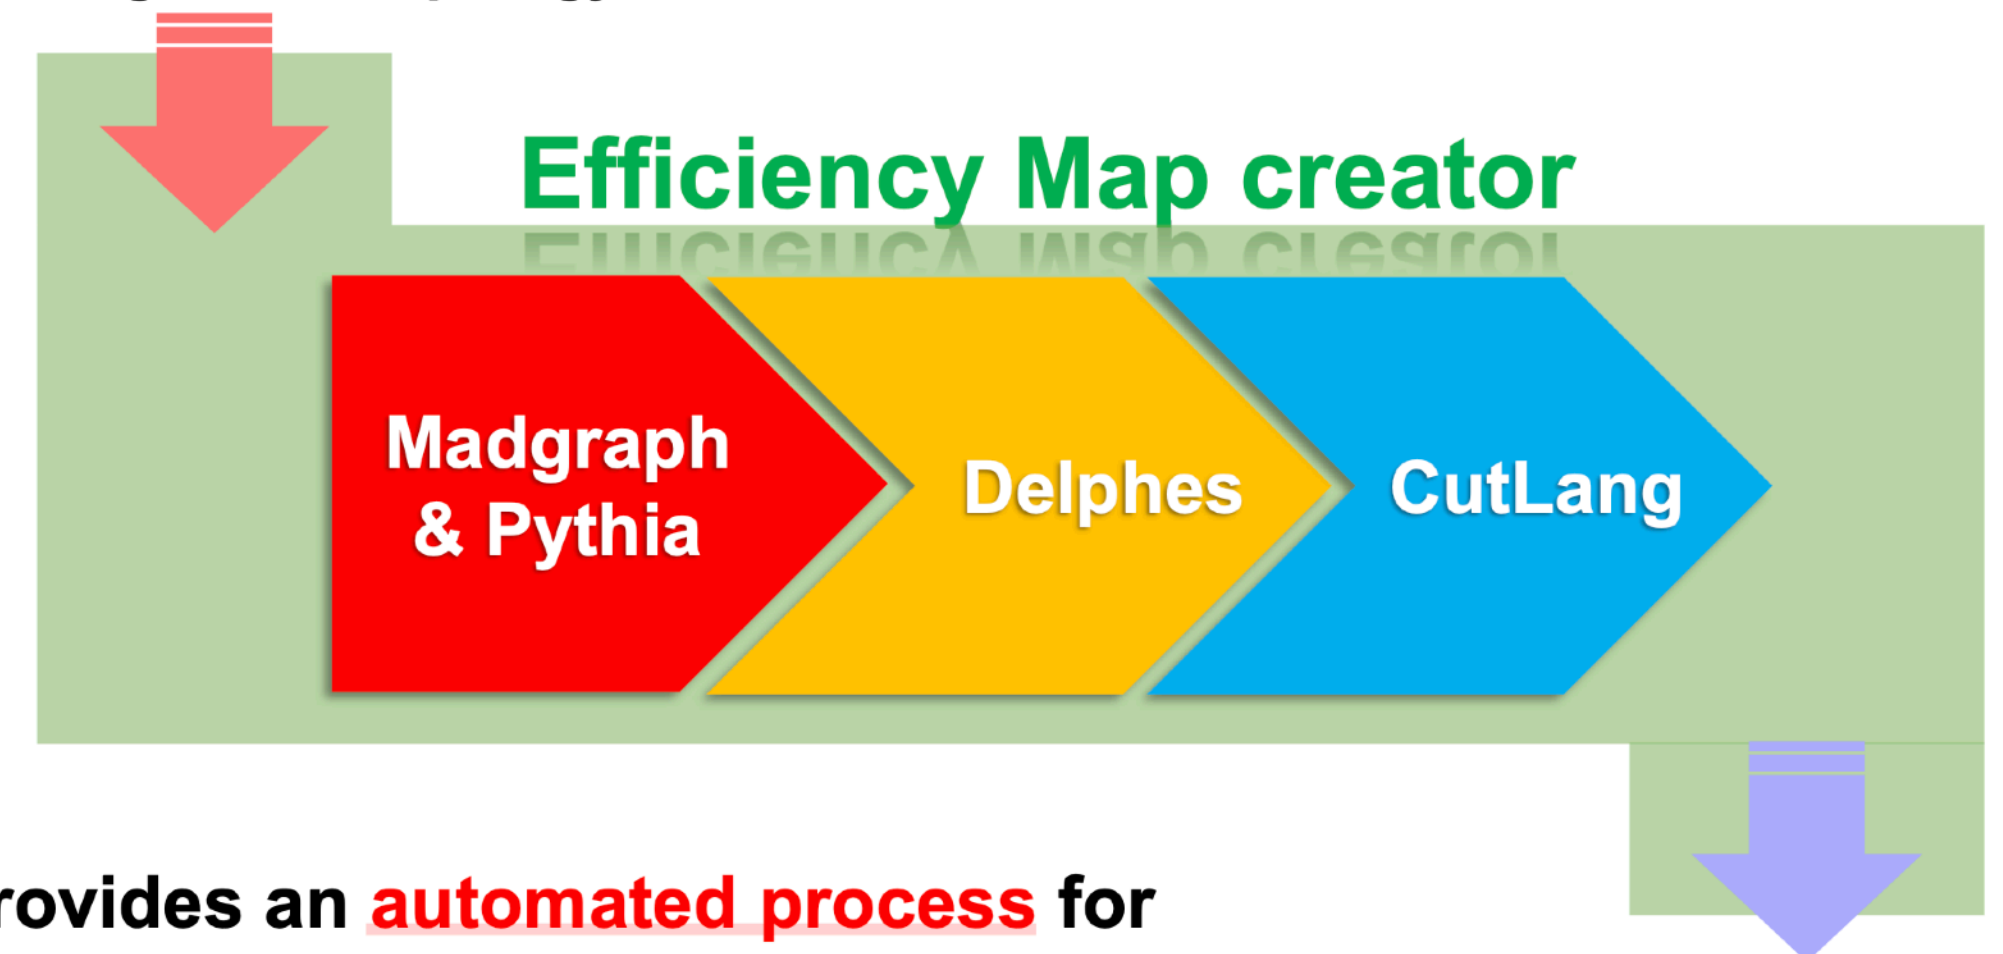 Efficiency Map creator
Madgraph
& Pythia
Delphes
CutLang
rovides an automated process for